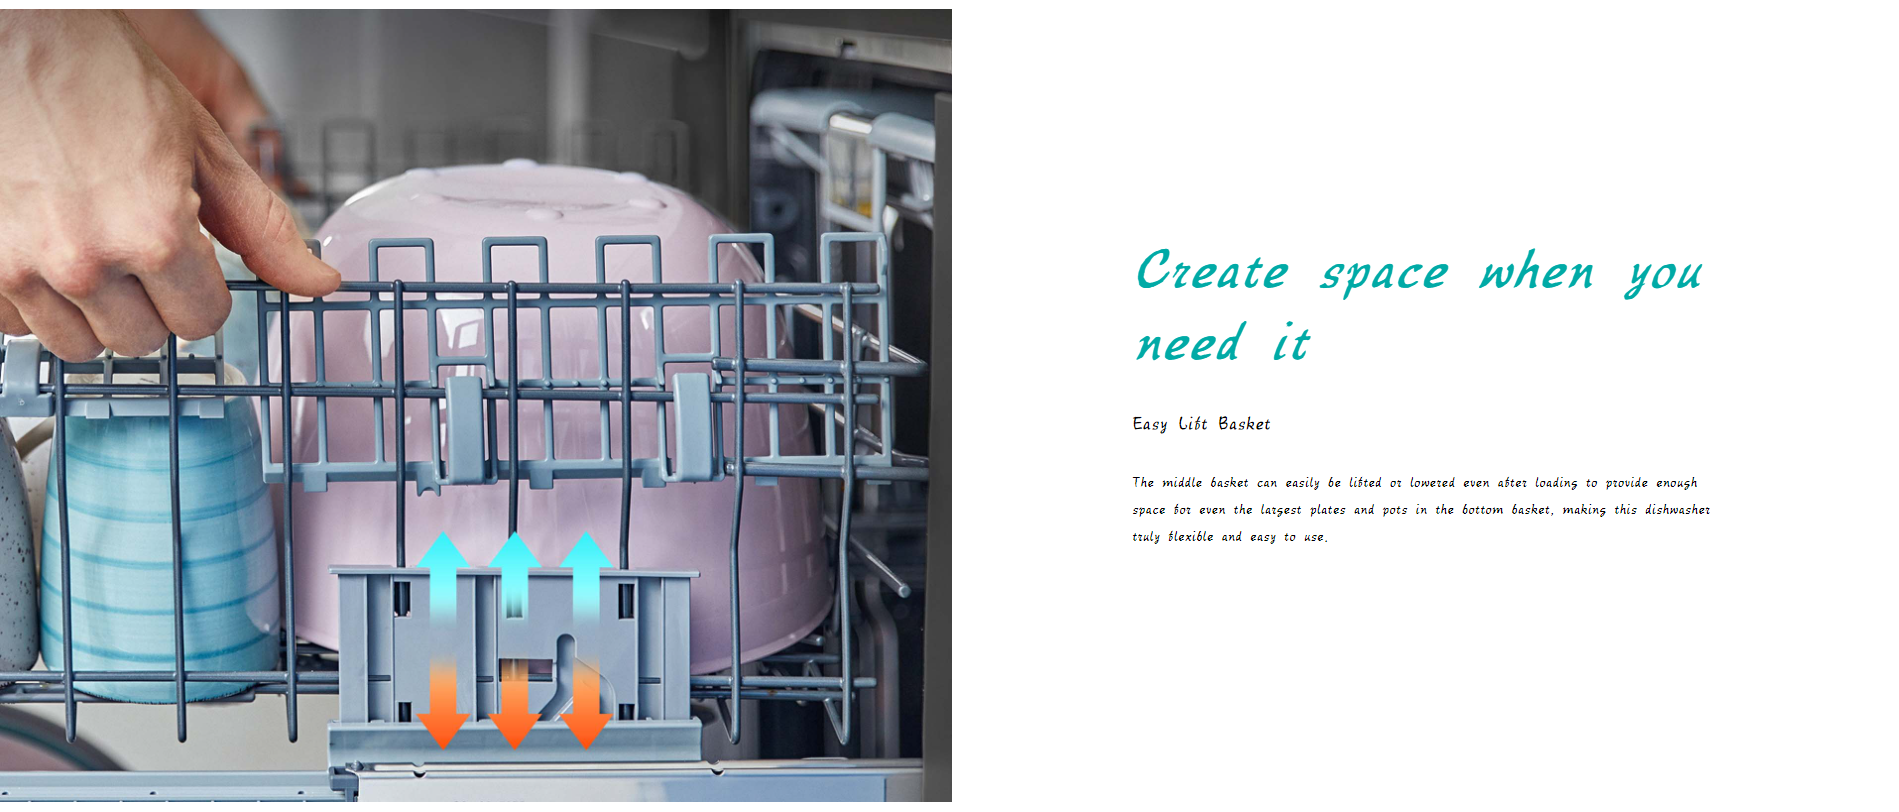 Create space when you
need it
Easy Lift Basket
The middle basket can easily be lifted or lowered even after loading to provide enough
space for even the largest plates and pots in the bottom basket, making this dishwasher
truly flexible and easy to use.